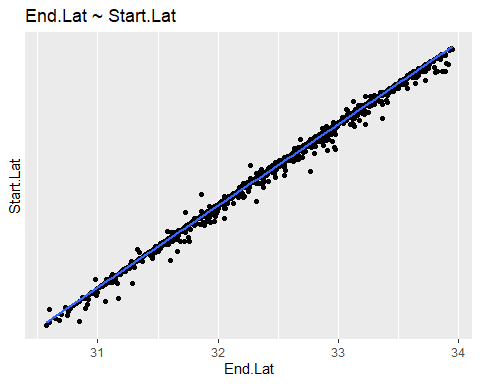 End.Lat ~ Start.Lat
Start.Lat
31 32 33 34
End.Lat